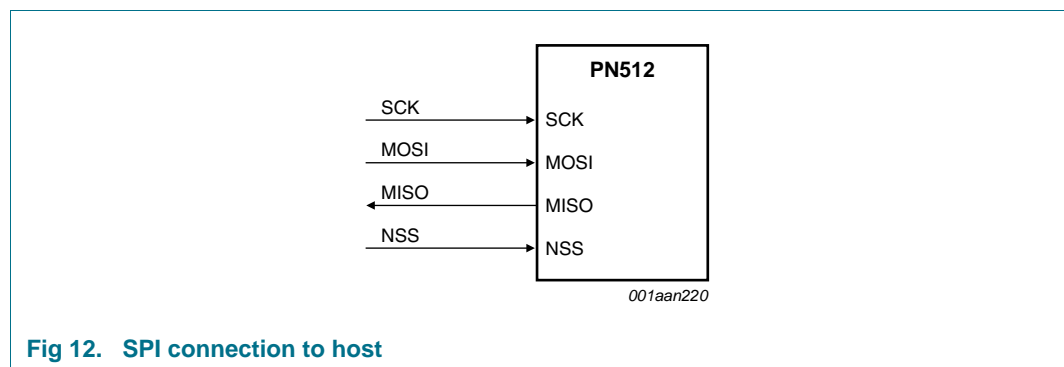 PN512
SCK SCK
MOSI MOSI
MISO MISO
NSS NSS
001aan220
Fig 12. SPI connection to host